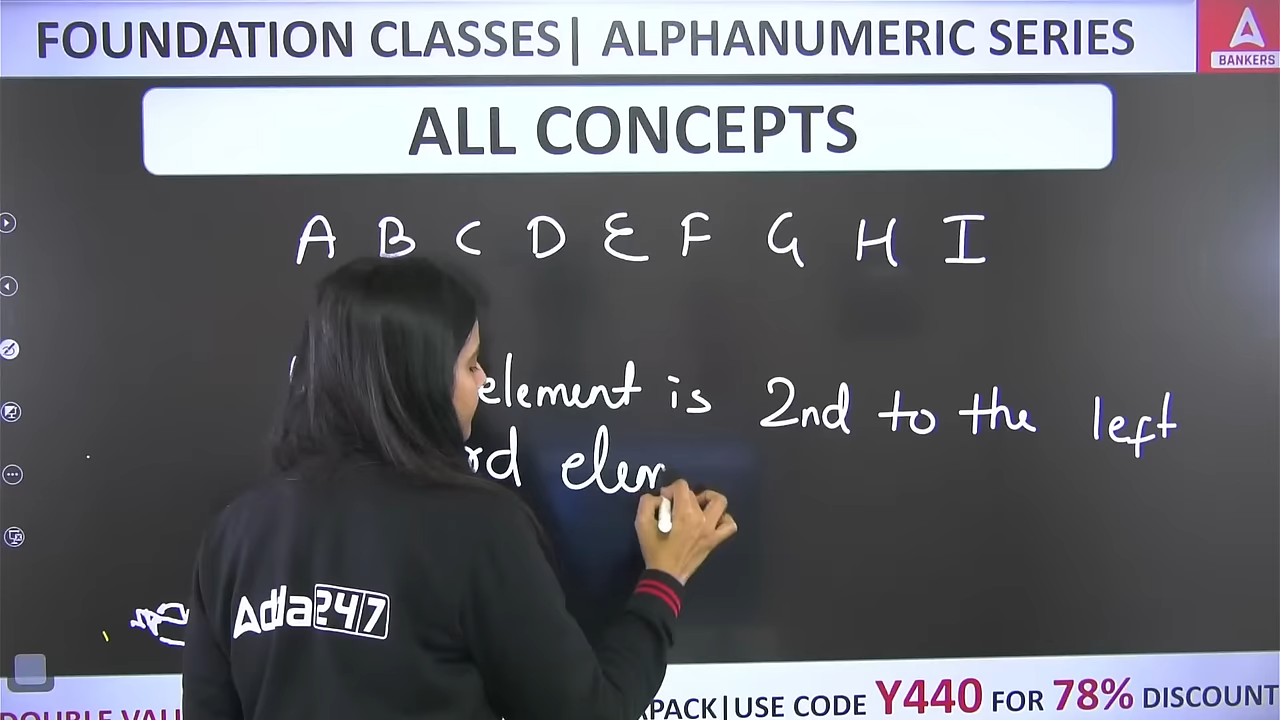 FOUNDATION CLASSES| ALPHANUMERIC SERIES
BANKERS
ALL CONCEPTS
A B C D E F G H I
element is 2nd to the left
rd elem
Adda247
PACK|USE CODE Y440 FOR 78% DISCOUNT